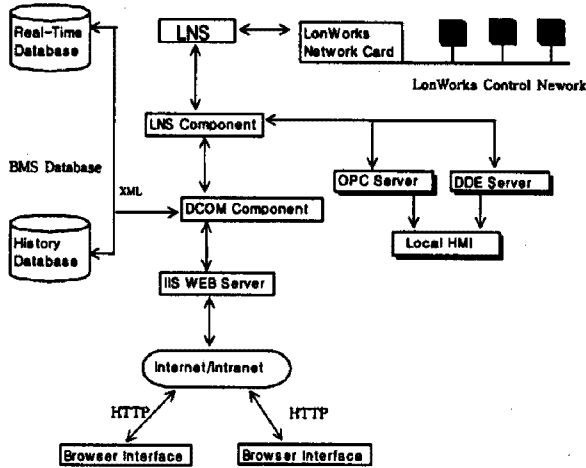 Real-Time
Database
LNS
LonWorks
Network Card
LonWorks Control Nework
LNS Component
BMS Database
XML
OPC Server
DDE Server
DCOM Component
Local HMI
History
Database
IIS WEB Server
Internet/Intranet
HTTP
HTTP
Browser Interface
Browser Interface